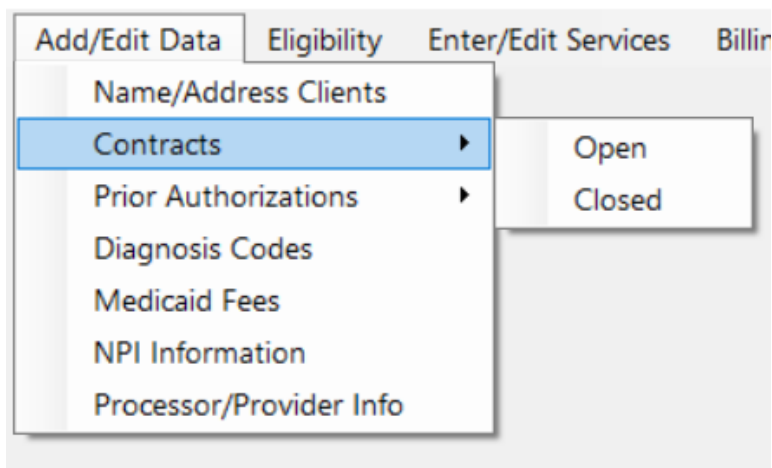 Add/Edit Data Eligibility Enter/Edit Services
Name/Address Clients
Contracts
Open
Prior Authorizations
Closed
Diagnosis Codes
Medicaid Fees
NPI Information
Processor/Provider Info